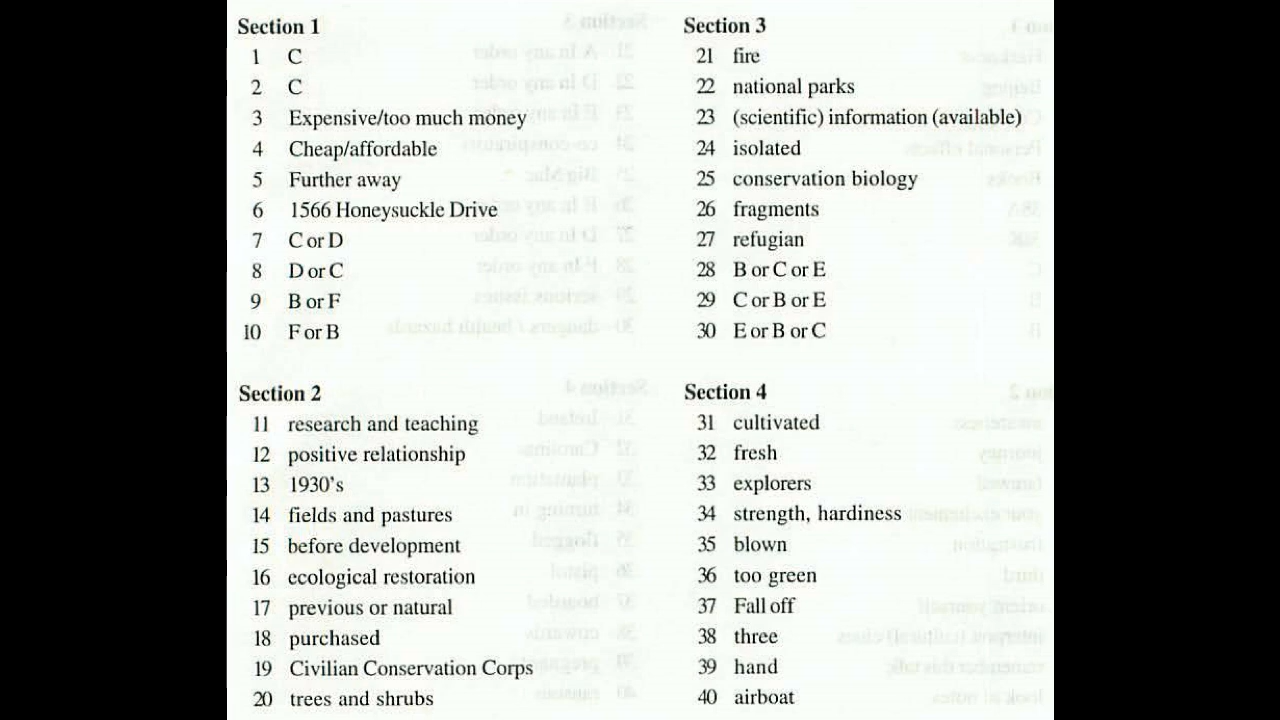 Section 1
1 C
2 C
3 Expensive/too much money
4 Cheap/affordable
5 Further away
6 1566 Honeysuckle Drive
7 C or D
8 D or C
9 B or F
10 F or B
Section 2
11 research and teaching
12 positive relationship
13 1930's
14 fields and pastures
15 before development
16 ecological restoration
17 previous or natural
18 purchased
19 Civilian Conservation Corps
20 trees and shrubs
Section 3
21 fire
22 national parks
23 (scientific) information (available)
24 isolated
25 conservation biology
26 fragments
27 refugian
28 B or C or E
29 C or B or E
30 E or B or C
Section 4
31 cultivated
32 fresh
33 explorers
34 strength, hardiness
35 blown
36 too green
37 Fall off
38 three
39 hand
40 airboat